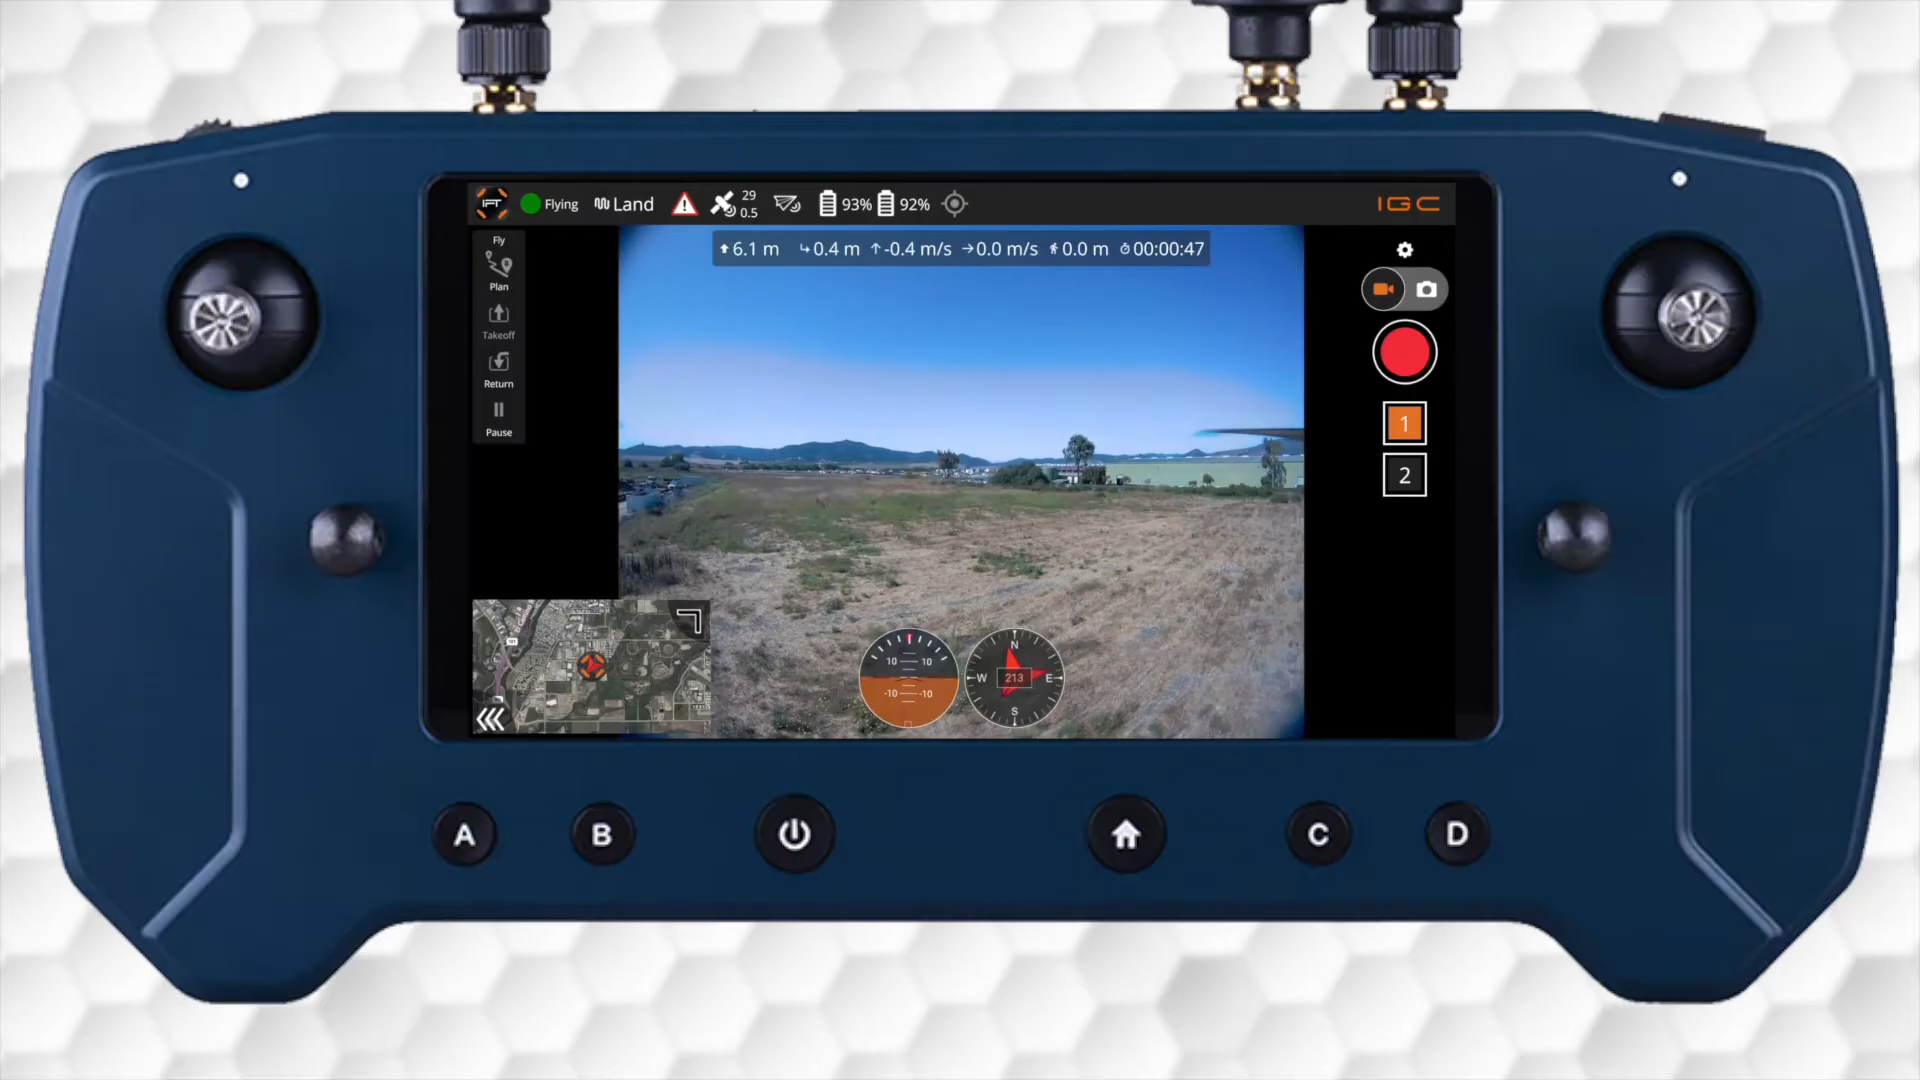 IFT Flying Land 29 0.5 93% 92% IGC
6.1 m 0.4 m -0.4 m/s 0.0 m/s 0.0 m 00:00:47
Fly
Plan
Takeoff
Return
Pause
1
2
10 10
-10 -10
N
W 213 E
S
A B C D